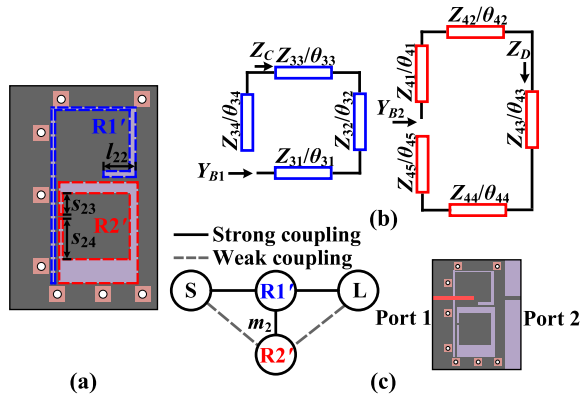 (a)
R1′
l22
R2′
s23
s24
ZC
Z33/θ33
Z34/θ34
Z32/θ32
YB1
Z31/θ31
Z42/θ42
Z41/θ41
ZD
YB2
Z43/θ43
Z45/θ45
Z44/θ44
(b)
Strong coupling
Weak coupling
S
R1′
L
m2
R2′
Port 1
Port 2
(c)